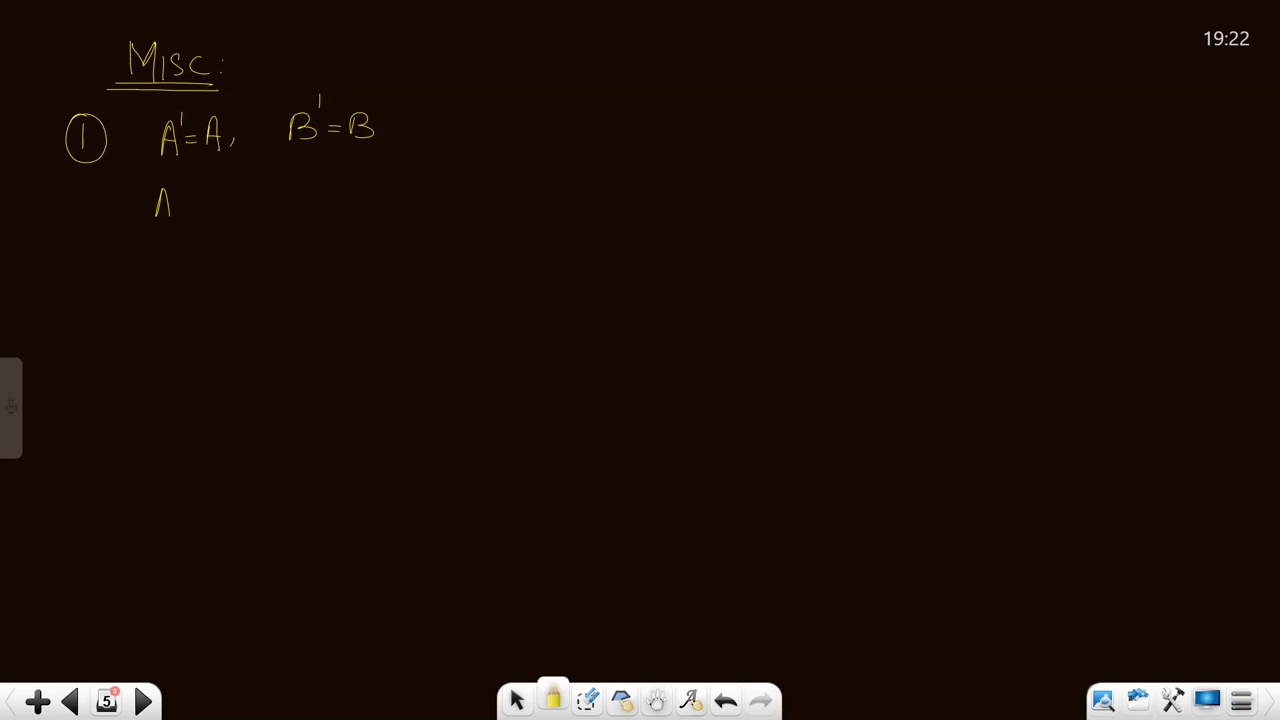 19:22
Misc:
① A' = A, B' = B
A
5